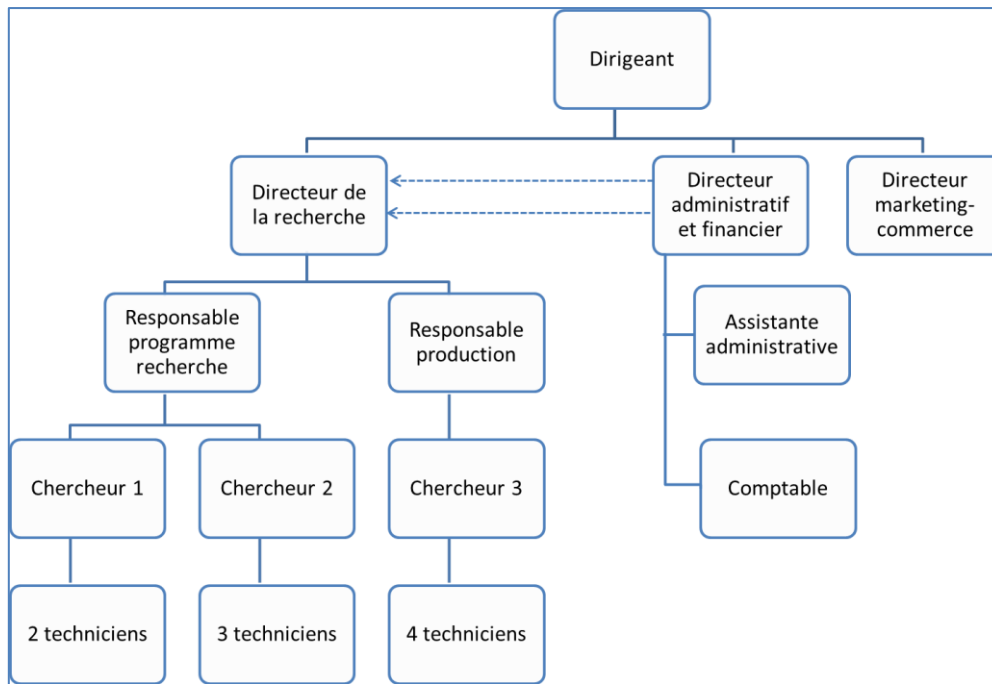 Dirigeant
Directeur de
la recherche
Directeur
administratif
et financier
Directeur
marketing-
commerce
Responsable
programme
recherche
Responsable
production
Assistante
administrative
Chercheur 1
Chercheur 2
Chercheur 3
Comptable
2 techniciens
3 techniciens
4 techniciens